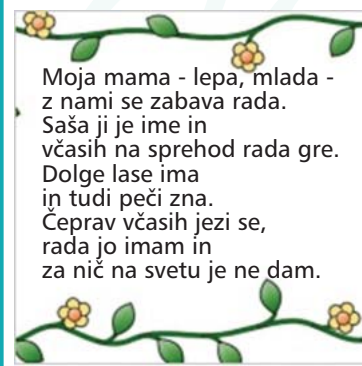 Moja mama - lepa, mlada -
z nami se zabava rada.
Saša ji je ime in
včasih na sprehod rada gre.
Dolge lase ima
in tudi peči zna.
Čeprav včasih jezi se,
rada jo imam in
za nič na svetu je ne dam.